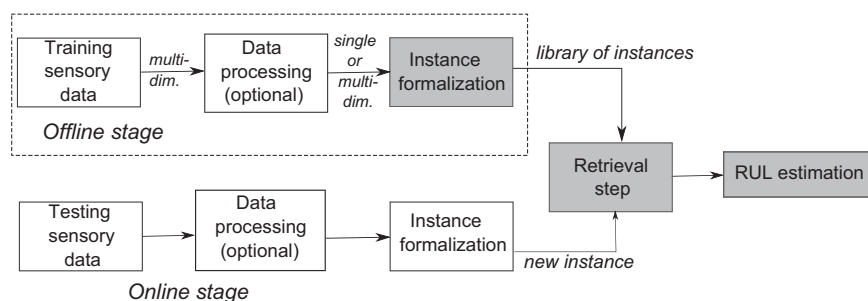 Training
sensory
data
multi-
dim.
Data
processing
(optional)
single
or
multi-
dim.
Instance
formalization
library of instances
Offline stage
Retrieval
step
RUL estimation
Testing
sensory
data
Data
processing
(optional)
Instance
formalization
new instance
Online stage